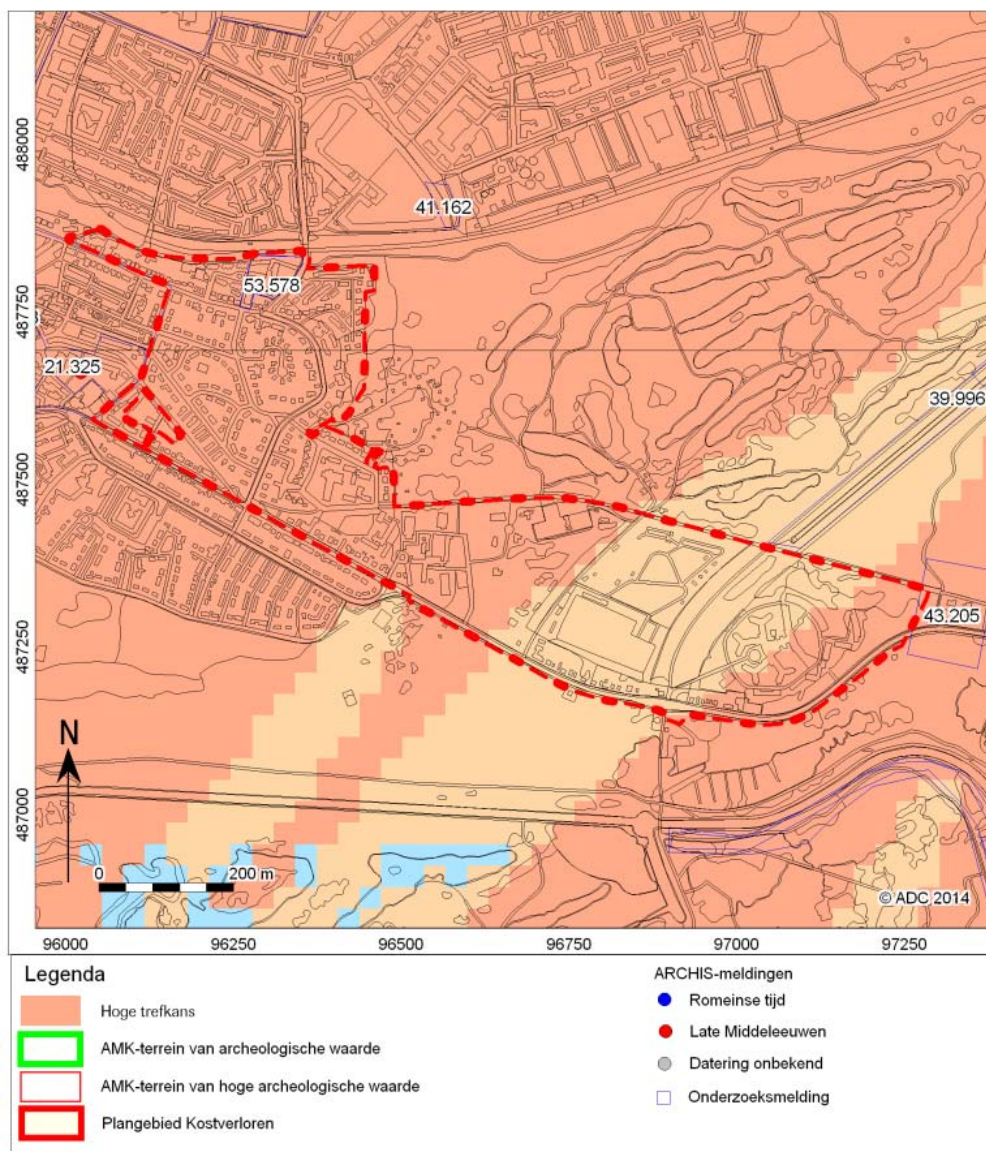 488000
41.162
53.578
487750
3
21.325
39.996
487500
43.205
487250
N
487000
0 200 m
© ADC 2014
96000 96250 96500 96750 97000 97250
Legenda
Hoge trefkans
AMK-terrein van archeologische waarde
AMK-terrein van hoge archeologische waarde
Plangebied Kostverloren
ARCHIS-meldingen
Romeinse tijd
Late Middeleeuwen
Datering onbekend
Onderzoeksmelding